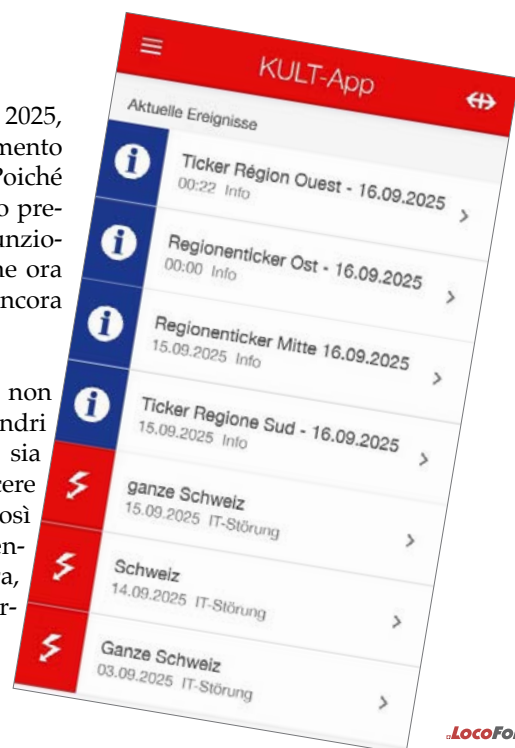 2025,
mento
Poiché
o pre-
unzio-
ne ora
ncora
non
ndri
sia
cere
osì
en-
a,
r-
KULT-App
Aktuelle Ereignisse
Ticker Région Ouest - 16.09.2025
00:22 Info
Regionenticker Ost - 16.09.2025
00:00 Info
Regionenticker Mitte 16.09.2025
15.09.2025 Info
Ticker Regione Sud - 16.09.2025
15.09.2025 Info
ganze Schweiz
15.09.2025 IT-Störung
Schweiz
14.09.2025 IT-Störung
Ganze Schweiz
03.09.2025 IT-Störung
LocoFo